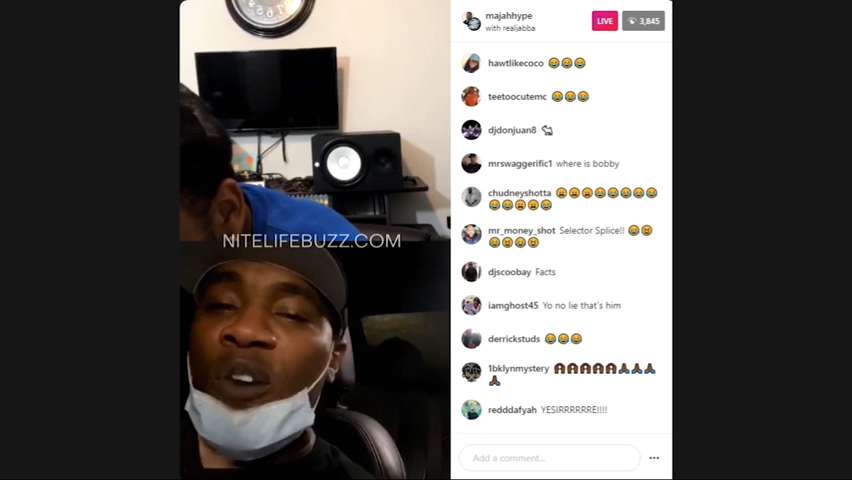 majahhype
with realjabba
LIVE
3,845
hawtlikecoco
teetoocutemc
djdonjuan8
mrswaggerific1 where is bobby
chudneyshotta
mr_money_shot Selector Splice!!
djscoobay Facts
iamghost45 Yo no lie that's him
derrickstuds
1bklynmystery
redddafyah YESIRRRRRRE!!!!
Add a comment...
NITELIFEBUZZ.COM